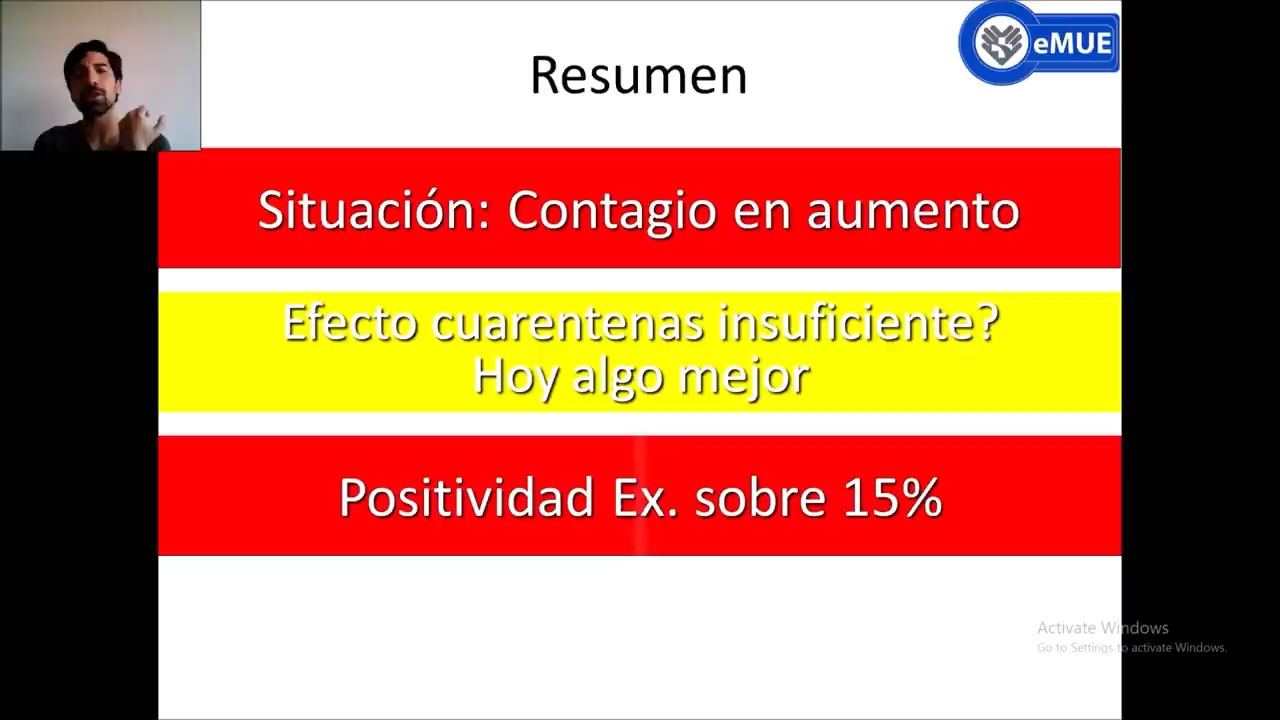 Resumen
eMUE
Situación: Contagio en aumento
Efecto cuarentenas insuficiente?
Hoy algo mejor
Positividad Ex. sobre 15%
Activate Windows
Go to Settings to activate Windows.